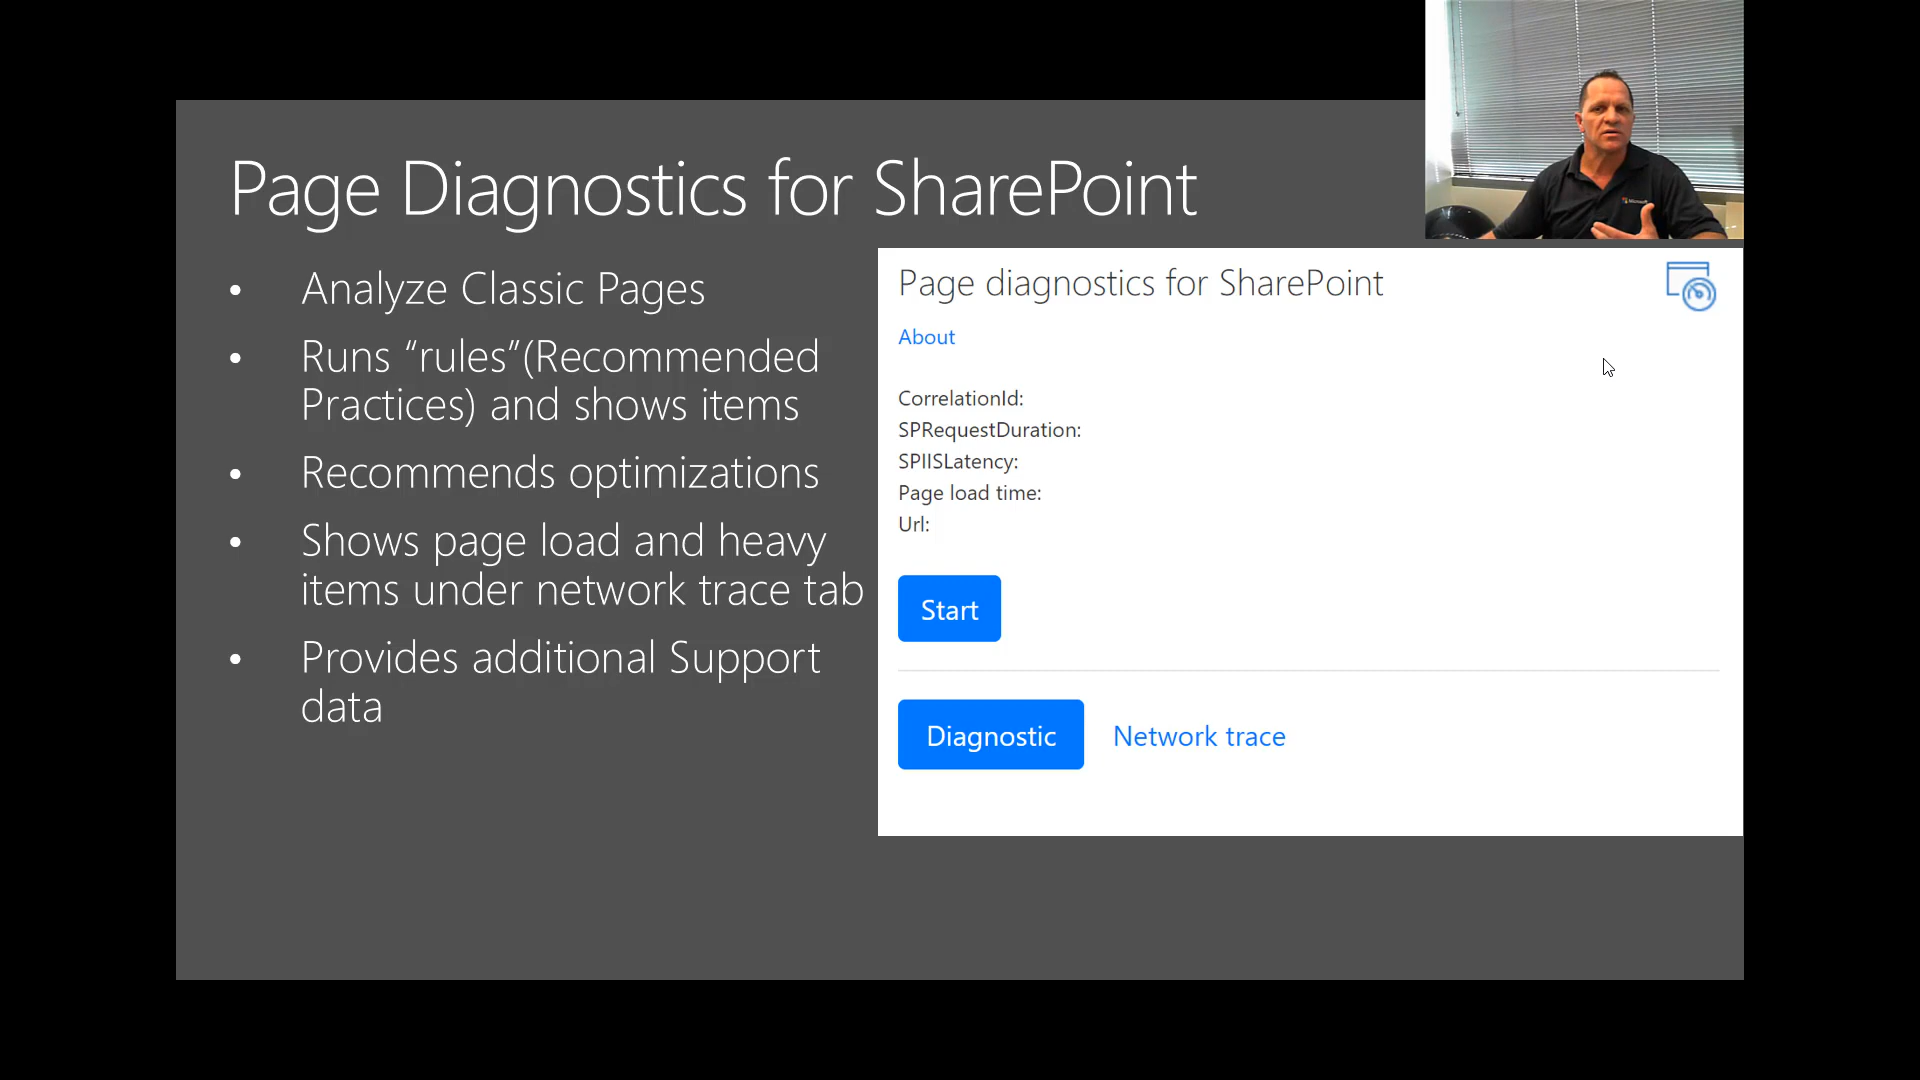 Page Diagnostics for SharePoint
• Analyze Classic Pages
• Runs “rules”(Recommended
Practices) and shows items
• Recommends optimizations
• Shows page load and heavy
items under network trace tab
• Provides additional Support
data
Page diagnostics for SharePoint
About
CorrelationId:
SPRequestDuration:
SPIISLatency:
Page load time:
Url:
Start
Diagnostic Network trace
Microsoft